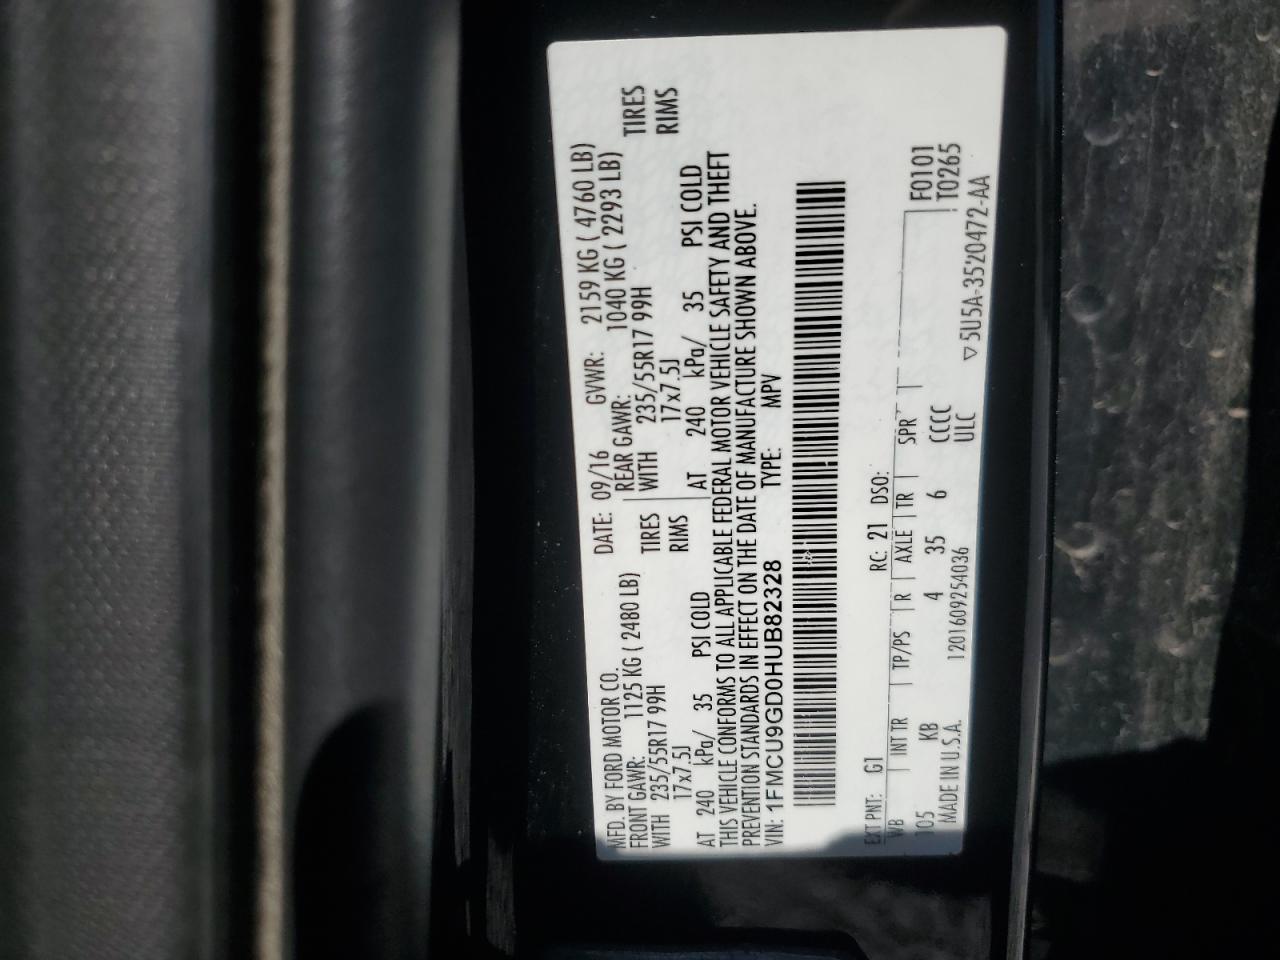 MFD. BY FORD MOTOR CO. DATE: 09/16 GVWR: 2159 KG ( 4760 LB)
FRONT GAWR: 1125 KG ( 2480 LB) REAR GAWR: 1040 KG ( 2293 LB)
WITH 235/55R17 99H TIRES WITH 235/55R17 99H TIRES
17x7.5J RIMS 17x7.5J RIMS
AT 240 kPa/ 35 PSI COLD AT 240 kPa/ 35 PSI COLD
THIS VEHICLE CONFORMS TO ALL APPLICABLE FEDERAL MOTOR VEHICLE SAFETY AND THEFT
PREVENTION STANDARDS IN EFFECT ON THE DATE OF MANUFACTURE SHOWN ABOVE.
VIN: 1FMCU9GD0HUB82328 TYPE: MPV
EXT PNT: G1 RC: 21 DSO:
WB INT TR TP/PS R AXLE TR SPR F0101
105 KB 4 35 6 CCCC T0265
MADE IN U.S.A. 1201609254036 ULC
▽ 5U5A-3520472-AA